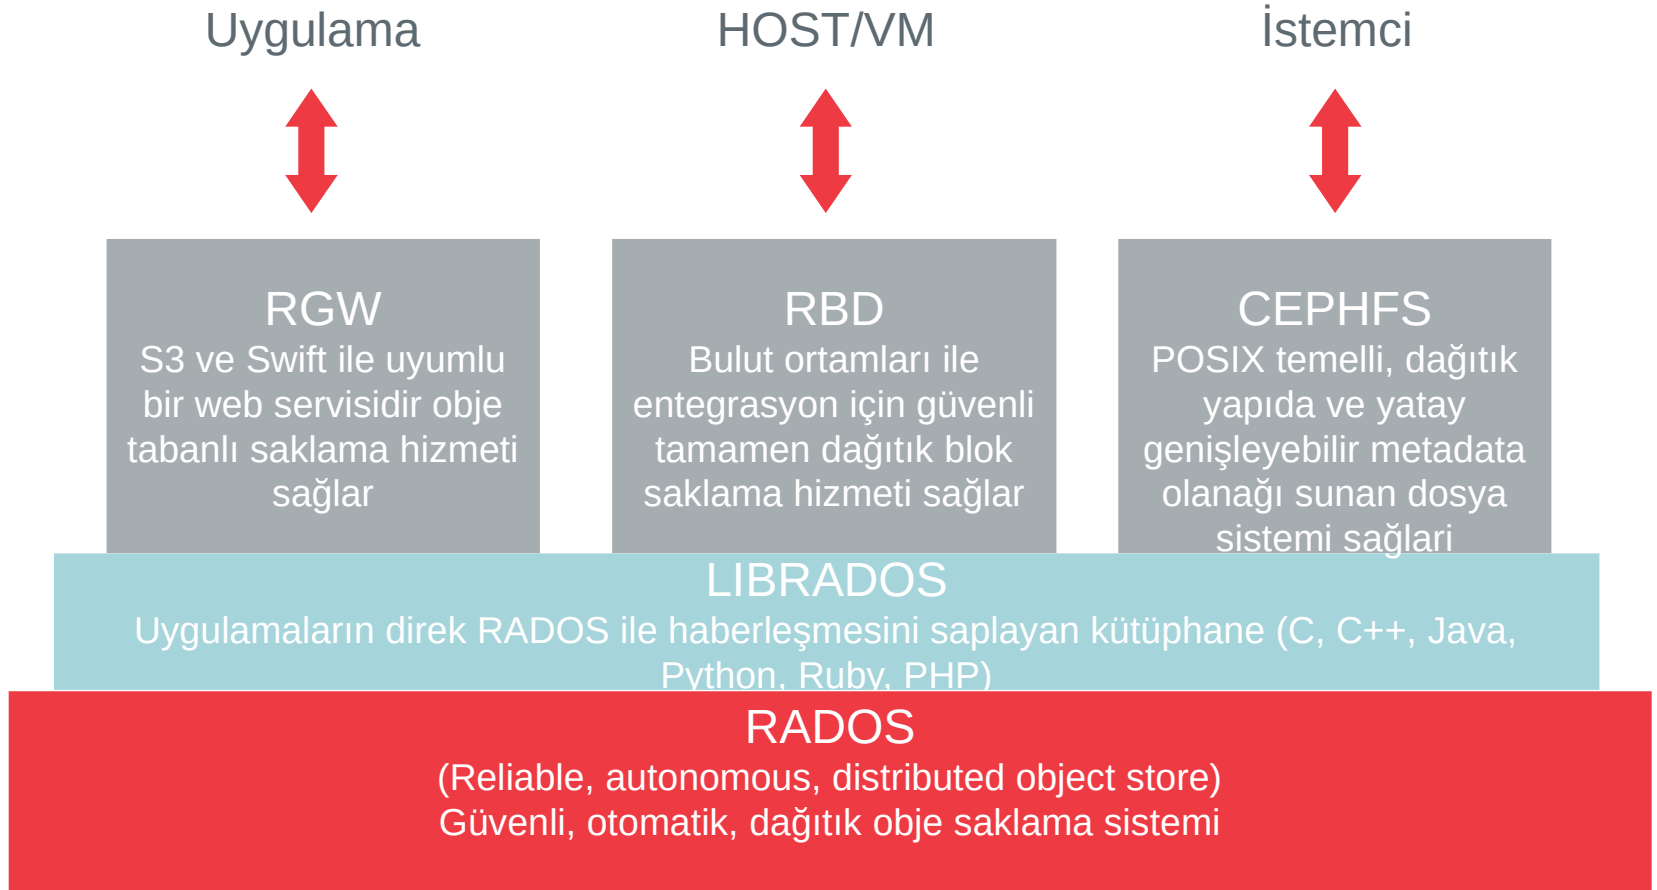 Uygulama
HOST/VM
İstemci
RGW
S3 ve Swift ile uyumlu
bir web servisidir obje
tabanlı saklama hizmeti
sağlar
RBD
Bulut ortamları ile
entegrasyon için güvenli
tamamen dağıtık blok
saklama hizmeti sağlar
CEPHFS
POSIX temelli, dağıtık
yapıda ve yatay
genişleyebilir metadata
olanağı sunan dosya
sistemi sağlari
LIBRADOS
Uygulamaların direk RADOS ile haberleşmesini saplayan kütüphane (C, C++, Java,
Python, Ruby, PHP)
RADOS
(Reliable, autonomous, distributed object store)
Güvenli, otomatik, dağıtık obje saklama sistemi